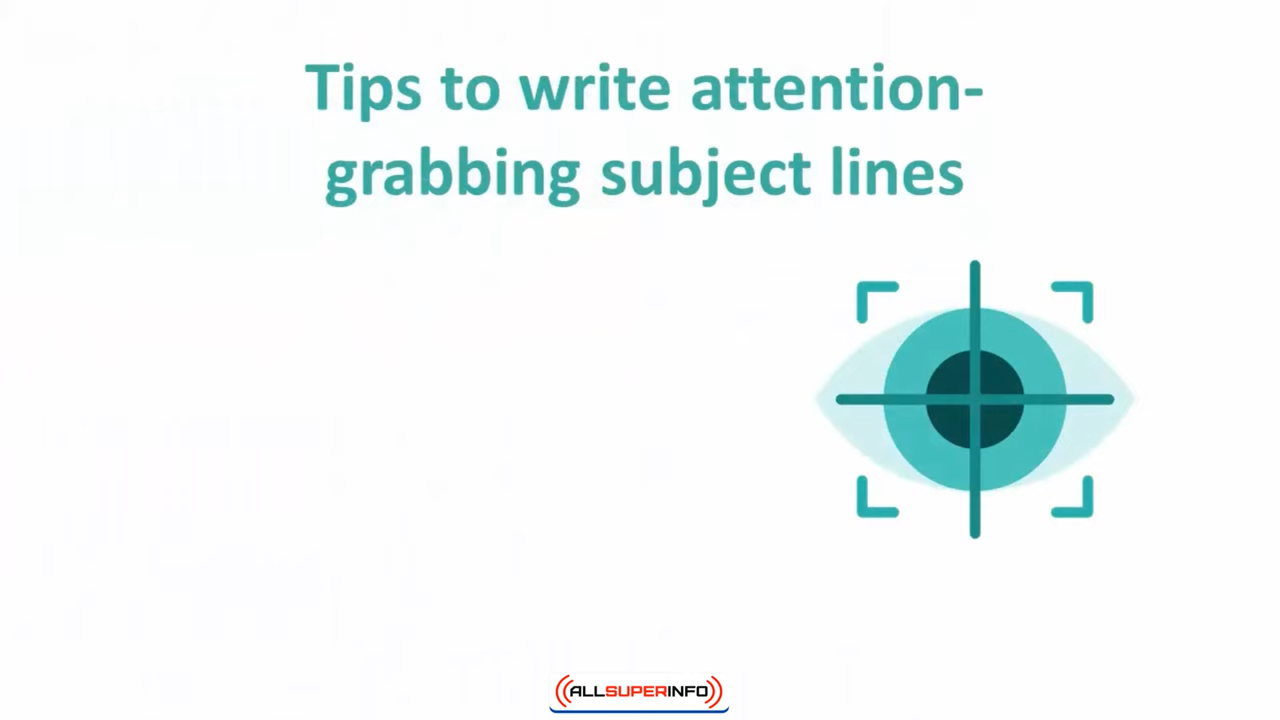 Tips to write attention-
grabbing subject lines
ALLSUPERINFO